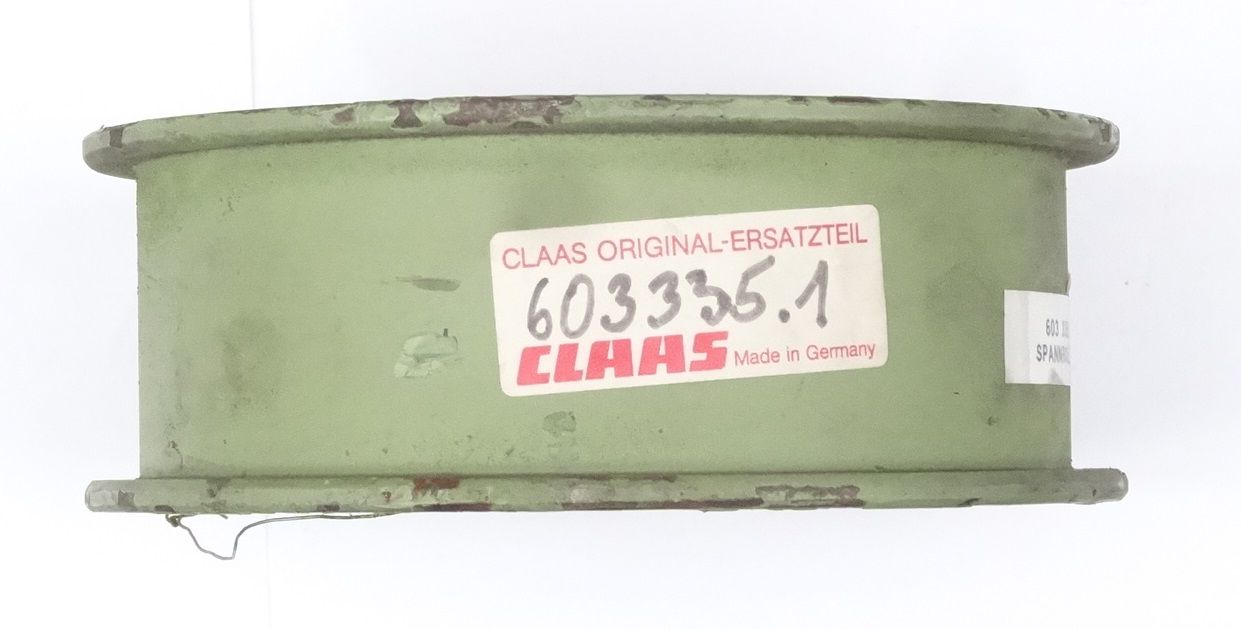 CLAAS ORIGINAL-ERSATZTEIL
603335.1
CLAAS Made in Germany
603